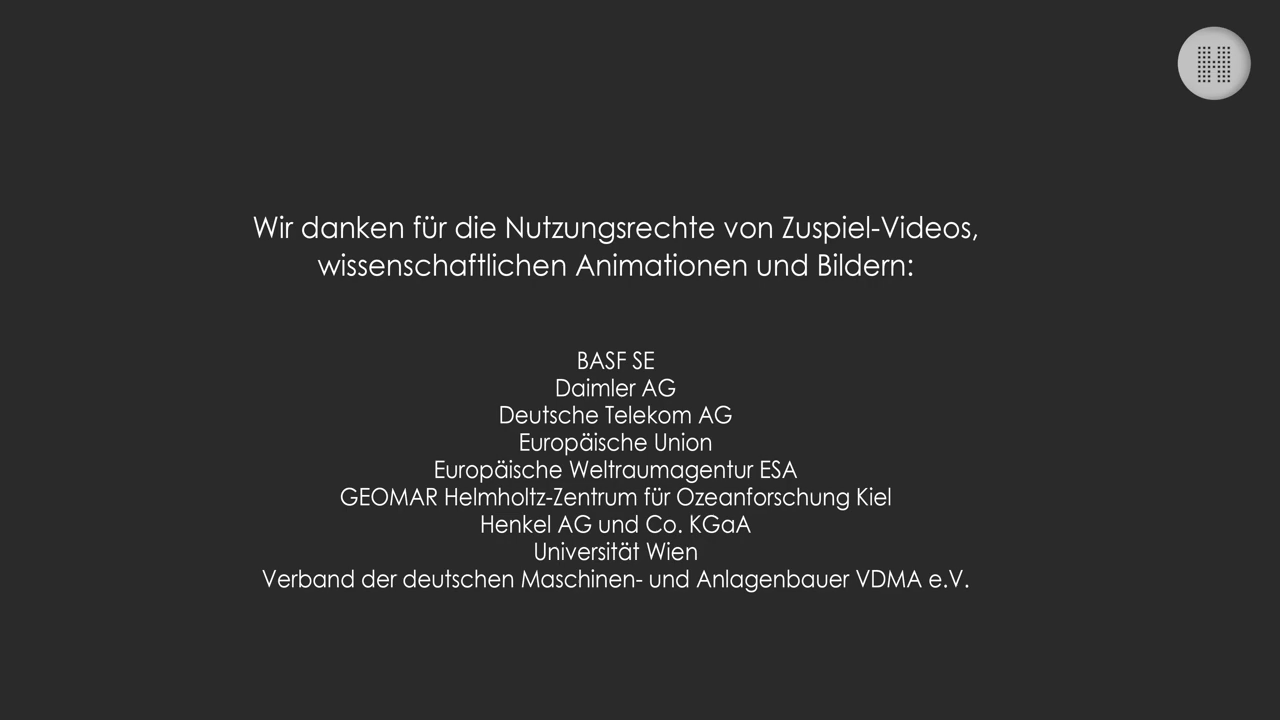 H
Wir danken für die Nutzungsrechte von Zuspiel-Videos,
wissenschaftlichen Animationen und Bildern:
BASF SE
Daimler AG
Deutsche Telekom AG
Europäische Union
Europäische Weltraumagentur ESA
GEOMAR Helmholtz-Zentrum für Ozeanforschung Kiel
Henkel AG und Co. KGaA
Universität Wien
Verband der deutschen Maschinen- und Anlagenbauer VDMA e.V.